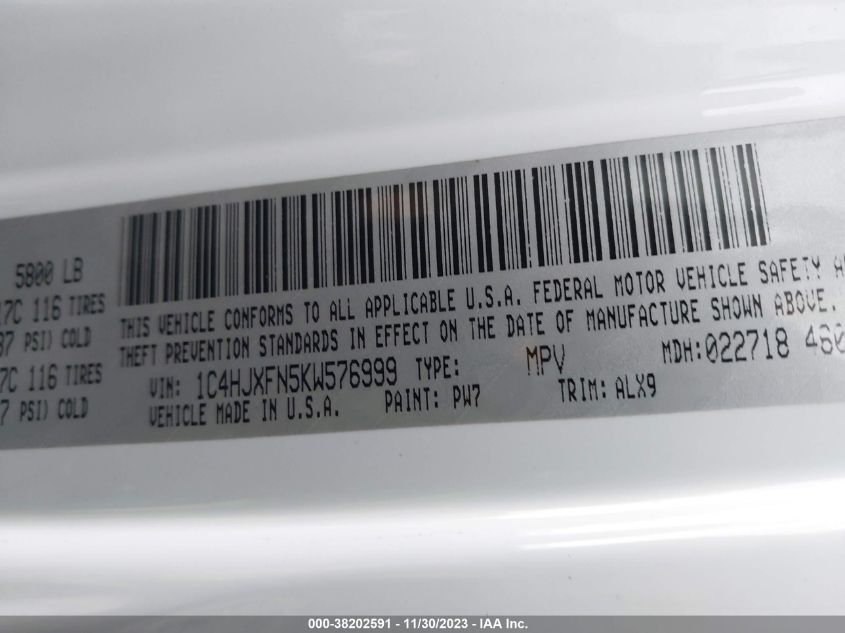 5800 LB
17C 116 TIRES
PSI) COLD
7C 116 TIRES
7 PSI) COLD
THIS VEHICLE CONFORMS TO ALL APPLICABLE U.S.A. FEDERAL MOTOR VEHICLE SAFETY A
THEFT PREVENTION STANDARDS IN EFFECT ON THE DATE OF MANUFACTURE SHOWN ABOVE.
VIN: 1C4HJXFN5KW576999 TYPE: MPV MDH:022718 460
VEHICLE MADE IN U.S.A. PAINT: PW7 TRIM: ALX9
000-38202591 - 11/30/2023 - IAA Inc.